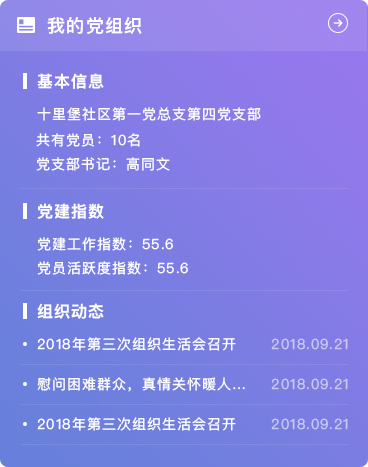 我的党组织
基本信息
十里堡社区第一党总支第四党支部
共有党员：10名
党支部书记：高同文
党建指数
党建工作指数：55.6
党员活跃度指数：55.6
组织动态
2018年第三次组织生活会召开 2018.09.21
慰问困难群众，真情关怀暖人... 2018.09.21
2018年第三次组织生活会召开 2018.09.21